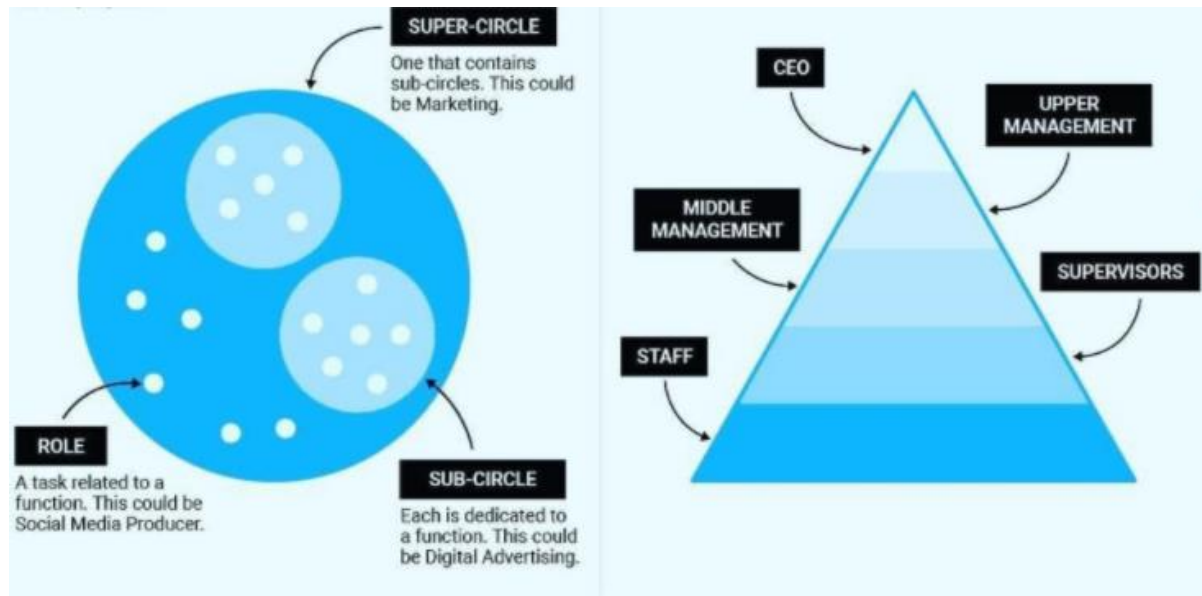 SUPER-CIRCLE
One that contains
sub-circles. This could
be Marketing.
ROLE
A task related to a
function. This could be
Social Media Producer.
SUB-CIRCLE
Each is dedicated to
a function. This could
be Digital Advertising.
CEO
UPPER
MANAGEMENT
MIDDLE
MANAGEMENT
SUPERVISORS
STAFF